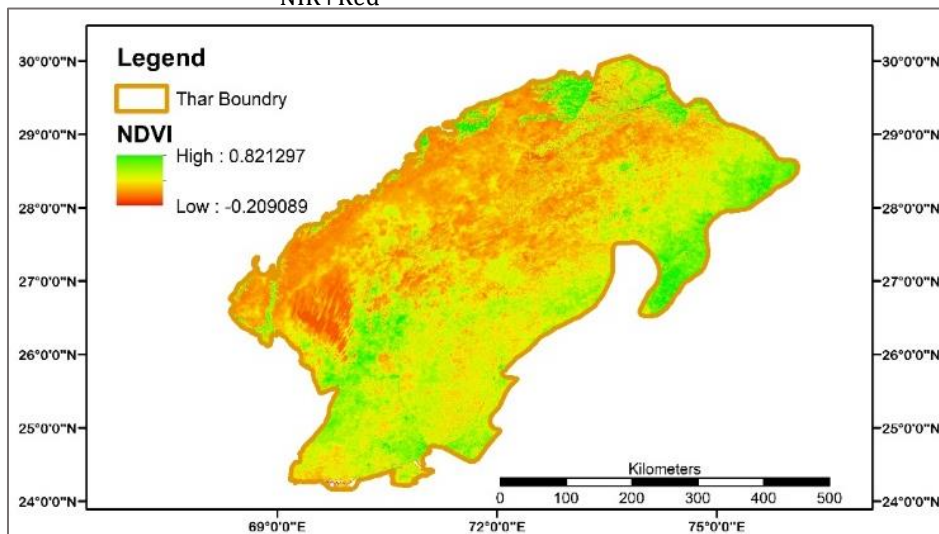 NIR+Red
Legend
Thar Boundry
NDVI
High : 0.821297
Low : -0.209089
30°0'0"N
30°0'0"N
29°0'0"N
29°0'0"N
28°0'0"N
28°0'0"N
27°0'0"N
27°0'0"N
26°0'0"N
26°0'0"N
25°0'0"N
25°0'0"N
24°0'0"N
24°0'0"N
Kilometers
0 100 200 300 400 500
69°0'0"E 72°0'0"E 75°0'0"E